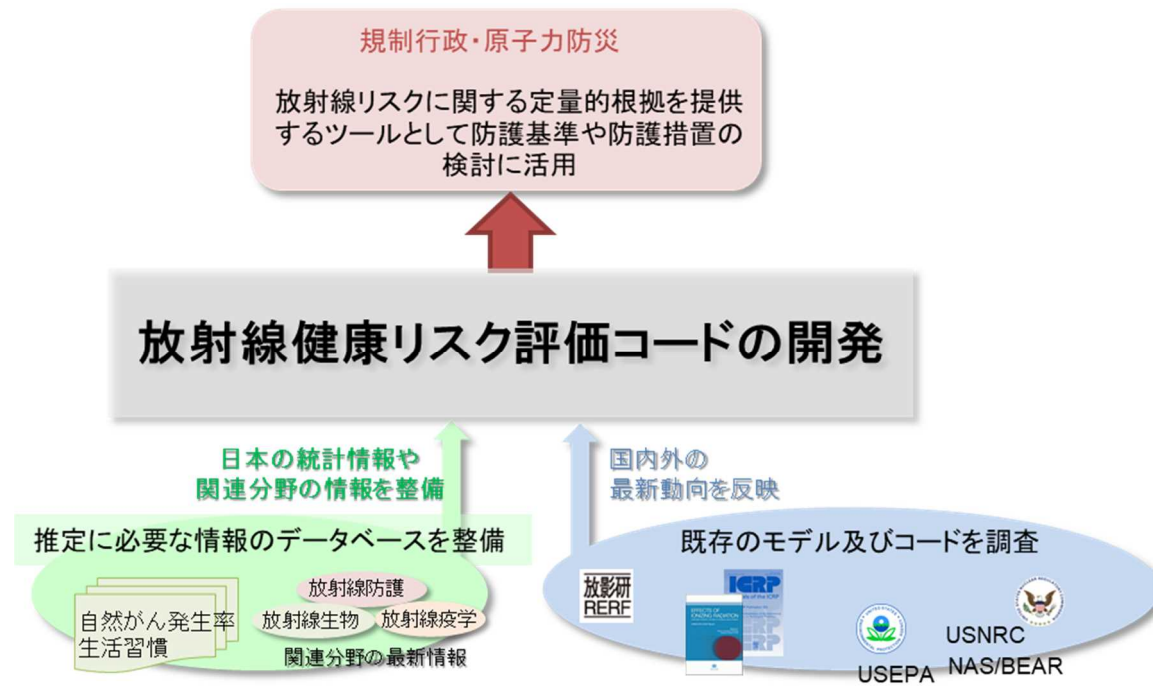 規制行政・原子力防災
放射線リスクに関する定量的根拠を提供
するツールとして防護基準や防護措置の
検討に活用
放射線健康リスク評価コードの開発
日本の統計情報や
関連分野の情報を整備
国内外の
最新動向を反映
推定に必要な情報のデータベースを整備
自然がん発生率
生活習慣
放射線防護
放射線生物
放射線疫学
関連分野の最新情報
既存のモデル及びコードを調査
放影研
RERF
EFFECTS OF
IONIZING RADIATION
ICRP
USEPA
USNRC
NAS/BEAR